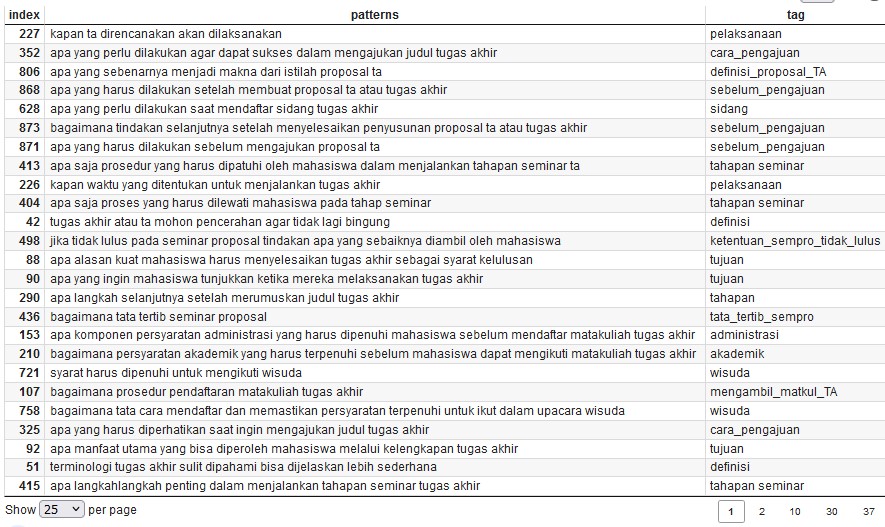 index patterns tag
227 kapan ta direncanakan akan dilaksanakan pelaksanaan
352 apa yang perlu dilakukan agar dapat sukses dalam mengajukan judul tugas akhir cara_pengajuan
806 apa yang sebenarnya menjadi makna dari istilah proposal ta definisi_proposal_TA
868 apa yang harus dilakukan setelah membuat proposal ta atau tugas akhir sebelum_pengajuan
628 apa yang perlu dilakukan saat mendaftar sidang tugas akhir sidang
873 bagaimana tindakan selanjutnya setelah menyelesaikan penyusunan proposal ta atau tugas akhir sebelum_pengajuan
871 apa yang harus dilakukan sebelum mengajukan proposal ta sebelum_pengajuan
413 apa saja prosedur yang harus dipatuhi oleh mahasiswa dalam menjalankan tahapan seminar ta tahapan seminar
226 kapan waktu yang ditentukan untuk menjalankan tugas akhir pelaksanaan
404 apa saja proses yang harus dilewati mahasiswa pada tahap seminar tahapan seminar
42 tugas akhir atau ta mohon pencerahan agar tidak lagi bingung definisi
498 jika tidak lulus pada seminar proposal tindakan apa yang sebaiknya diambil oleh mahasiswa ketentuan_sempro_tidak_lulus
88 apa alasan kuat mahasiswa harus menyelesaikan tugas akhir sebagai syarat kelulusan tujuan
90 apa yang ingin mahasiswa tunjukkan ketika mereka melaksanakan tugas akhir tujuan
290 apa langkah selanjutnya setelah merumuskan judul tugas akhir tahapan
436 bagaimana tata tertib seminar proposal tata_tertib_sempro
153 apa komponen persyaratan administrasi yang harus dipenuhi mahasiswa sebelum mendaftar matakuliah tugas akhir administrasi
210 bagaimana persyaratan akademik yang harus terpenuhi sebelum mahasiswa dapat mengikuti matakuliah tugas akhir akademik
721 syarat harus dipenuhi untuk mengikuti wisuda wisuda
107 bagaimana prosedur pendaftaran matakuliah tugas akhir mengambil_matkul_TA
758 bagaimana tata cara mendaftar dan memastikan persyaratan terpenuhi untuk ikut dalam upacara wisuda wisuda
325 apa yang harus diperhatikan saat ingin mengajukan judul tugas akhir cara_pengajuan
92 apa manfaat utama yang bisa diperoleh mahasiswa melalui kelengkapan tugas akhir tujuan
51 terminologi tugas akhir sulit dipahami bisa dijelaskan lebih sederhana definisi
415 apa langkahlangkah penting dalam menjalankan tahapan seminar tugas akhir tahapan seminar
Show 25 per page 1 2 10 30 37